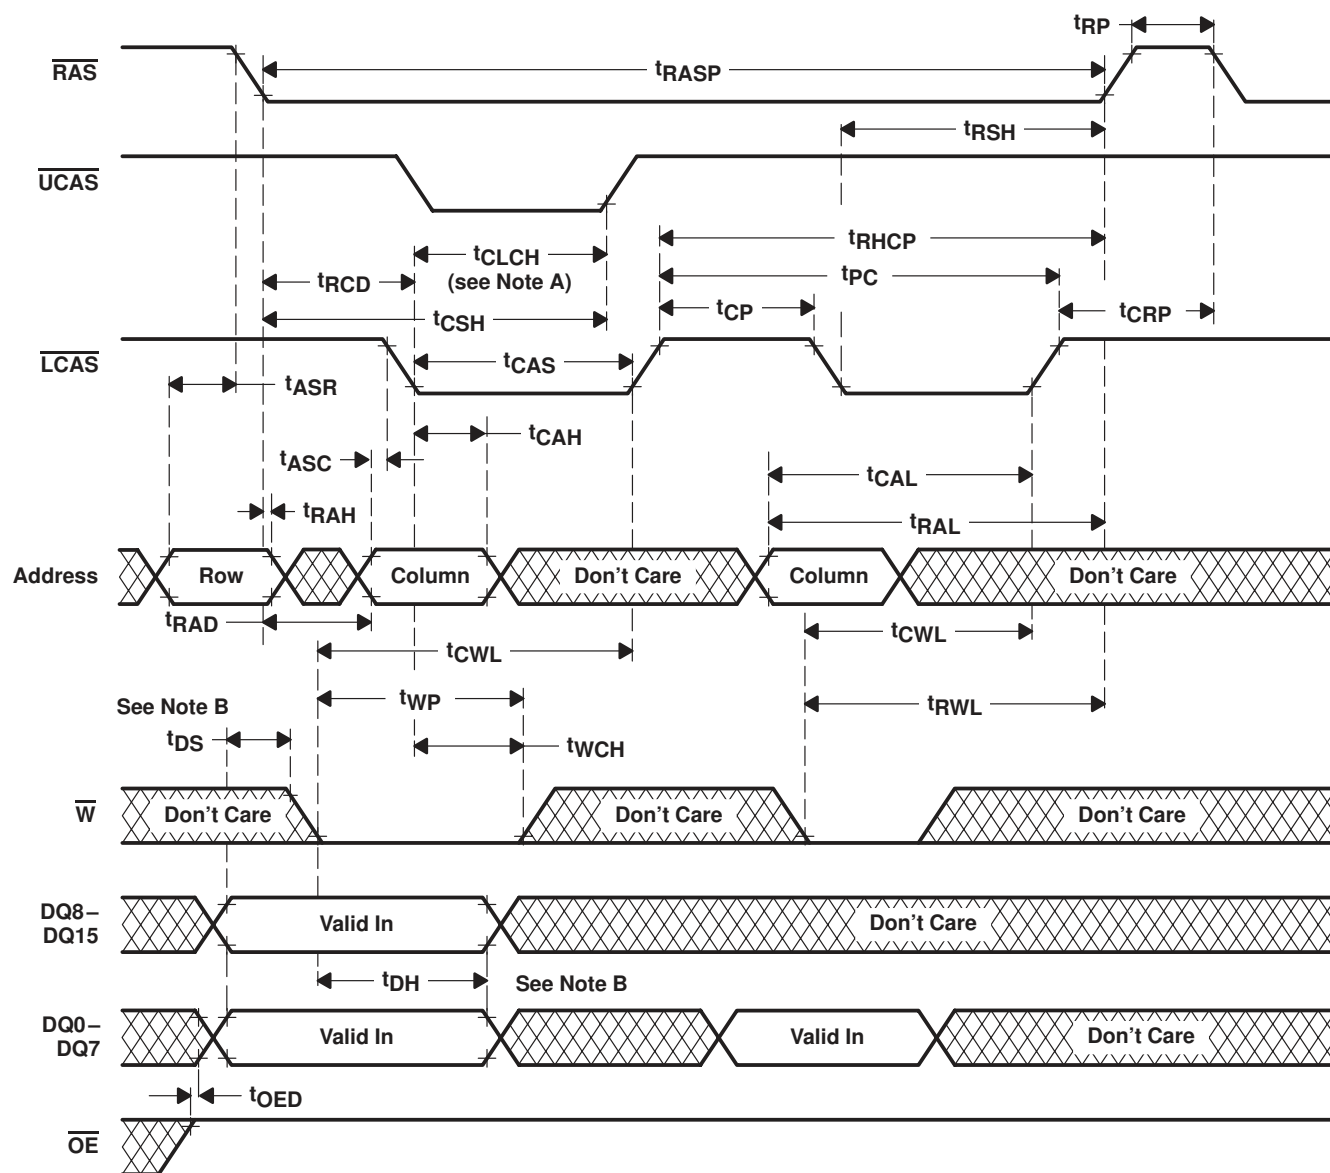 tRP
RAS
tRASP
tRSH
UCAS
tRHCP
tCLCH
(see Note A)
tRCD
tPC
tCP
tCRP
tCSH
LCAS
tCAS
tASR
tCAH
tASC
tCAL
tRAH
tRAL
Address
Row
Column
Don't Care
Column
Don't Care
tRAD
tCWL
tCWL
tWP
tRWL
See Note B
tDS
tWCH
W
Don't Care
Don't Care
Don't Care
DQ8–
DQ15
Valid In
Don't Care
tDH
See Note B
DQ0–
DQ7
Valid In
Valid In
Don't Care
tOED
OE